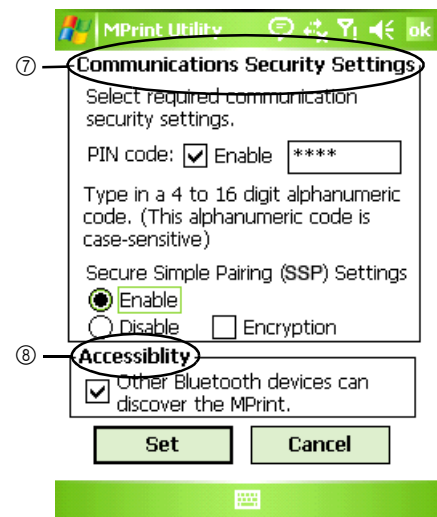 MPrint Utility ok
⑦ Communications Security Settings
Select required communication
security settings.
PIN code: Enable ****
Type in a 4 to 16 digit alphanumeric
code. (This alphanumeric code is
case-sensitive)
Secure Simple Pairing (SSP) Settings
Enable
Disable Encryption
⑧ Accessiblity
Other Bluetooth devices can
discover the MPrint.
Set Cancel